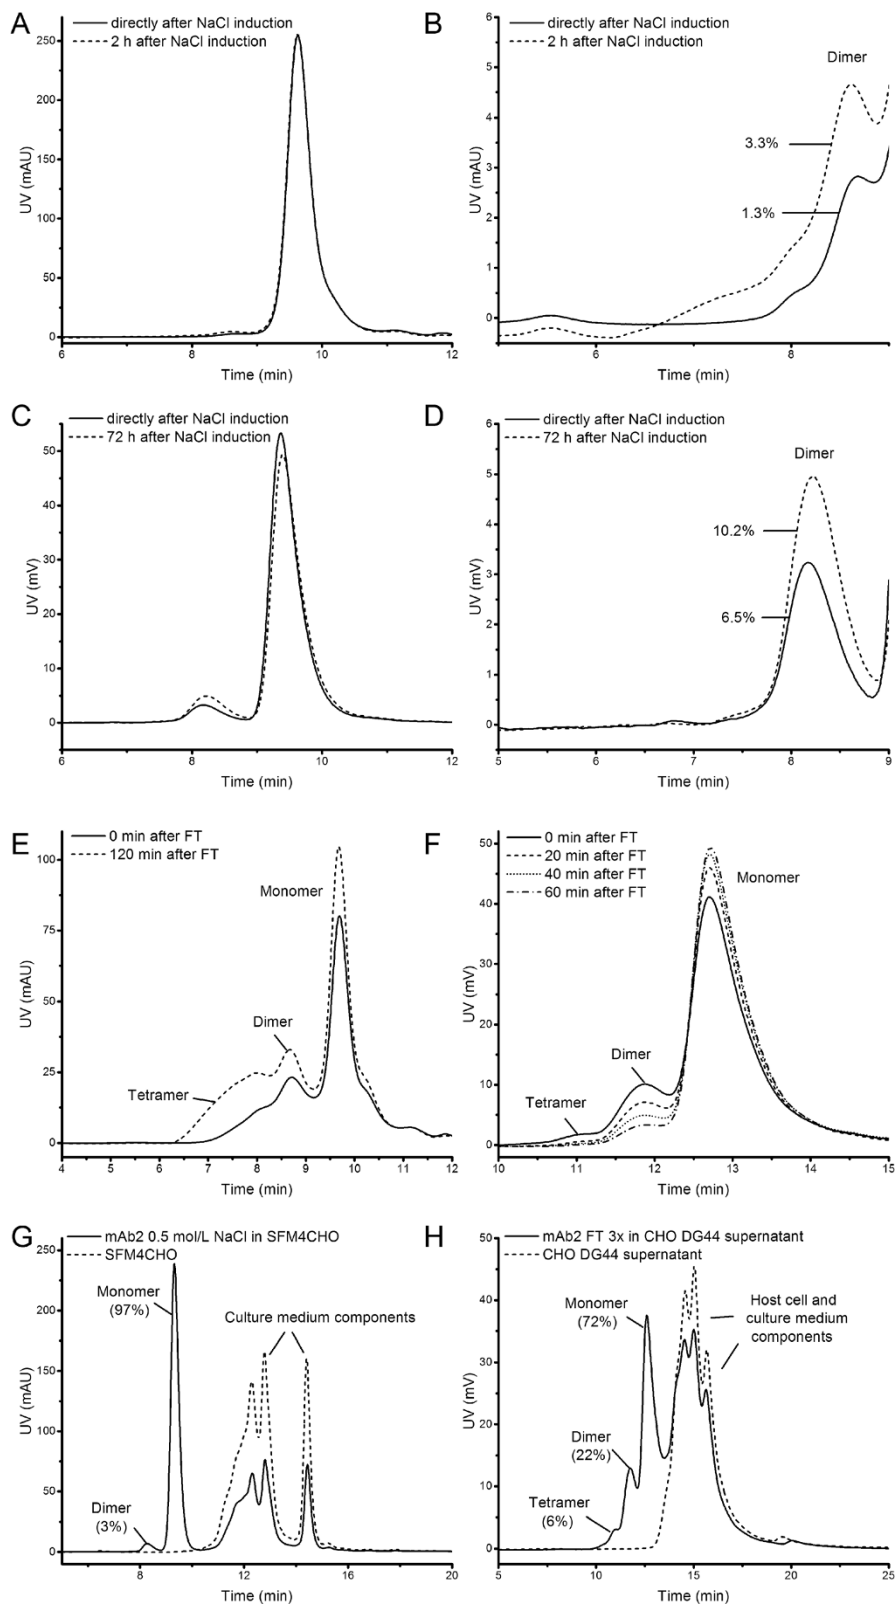 A
directly after NaCl induction
2 h after NaCl induction
250
200
150
100
50
0
UV (mAU)
6
8
10
12
Time (min)
B
directly after NaCl induction
2 h after NaCl induction
Dimer
3.3%
1.3%
6
5
4
3
2
1
0
UV (mAU)
6
8
Time (min)
C
directly after NaCl induction
72 h after NaCl induction
50
40
30
20
10
0
UV (mV)
6
8
10
12
Time (min)
D
directly after NaCl induction
72 h after NaCl induction
Dimer
10.2%
6.5%
6
5
4
3
2
1
0
UV (mV)
5
6
7
8
9
Time (min)
E
0 min after FT
120 min after FT
Monomer
Dimer
Tetramer
100
75
50
25
0
UV (mAU)
4
5
6
7
8
9
10
11
12
Time (min)
F
0 min after FT
20 min after FT
40 min after FT
60 min after FT
Monomer
Dimer
Tetramer
50
40
30
20
10
0
UV (mV)
10
11
12
13
14
15
Time (min)
G
mAb2 0.5 mol/L NaCl in SFM4CHO
SFM4CHO
Monomer
(97%)
Culture medium components
Dimer
(3%)
250
200
150
100
50
0
UV (mAU)
8
12
16
20
Time (min)
H
mAb2 FT 3x in CHO DG44 supernatant
CHO DG44 supernatant
Monomer
(72%)
Host cell and
culture medium
components
Dimer
(22%)
Tetramer
(6%)
50
40
30
20
10
0
UV (mV)
5
10
15
20
25
Time (min)